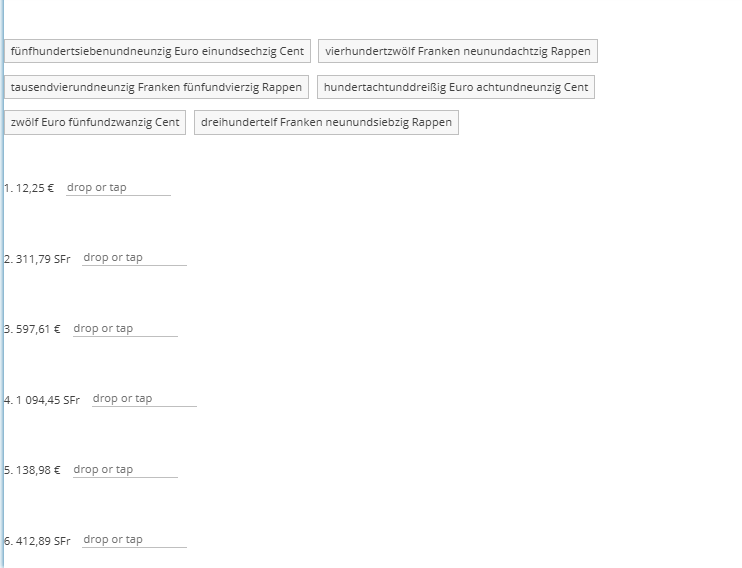 fünfhundertsiebenundneunzig Euro einundsechzig Cent vierhundertzwölf Franken neunundachtzig Rappen
tausendvierundneunzig Franken fünfundvierzig Rappen hundertachtunddreißig Euro achtundneunzig Cent
zwölf Euro fünfundzwanzig Cent dreihundertelf Franken neunundsiebzig Rappen
1. 12,25 € drop or tap
2. 311,79 SFr drop or tap
3. 597,61 € drop or tap
4. 1 094,45 SFr drop or tap
5. 138,98 € drop or tap
6. 412,89 SFr drop or tap